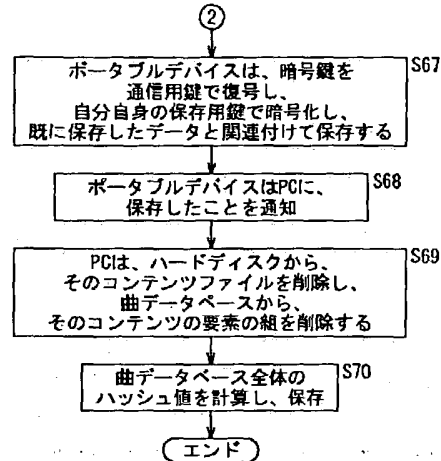 2
ポータブルデバイスは、暗号鍵を
通信用鍵で復号し、
自分自身の保存用鍵で暗号化し、
既に保存したデータと関連付けて保存する
S67
ポータブルデバイスはPCに、
保存したことを通知
S68
PCは、ハードディスクから、
そのコンテンツファイルを削除し、
曲データベースから、
そのコンテンツの要素の組を削除する
S69
曲データベース全体の
ハッシュ値を計算し、保存
S70
エンド